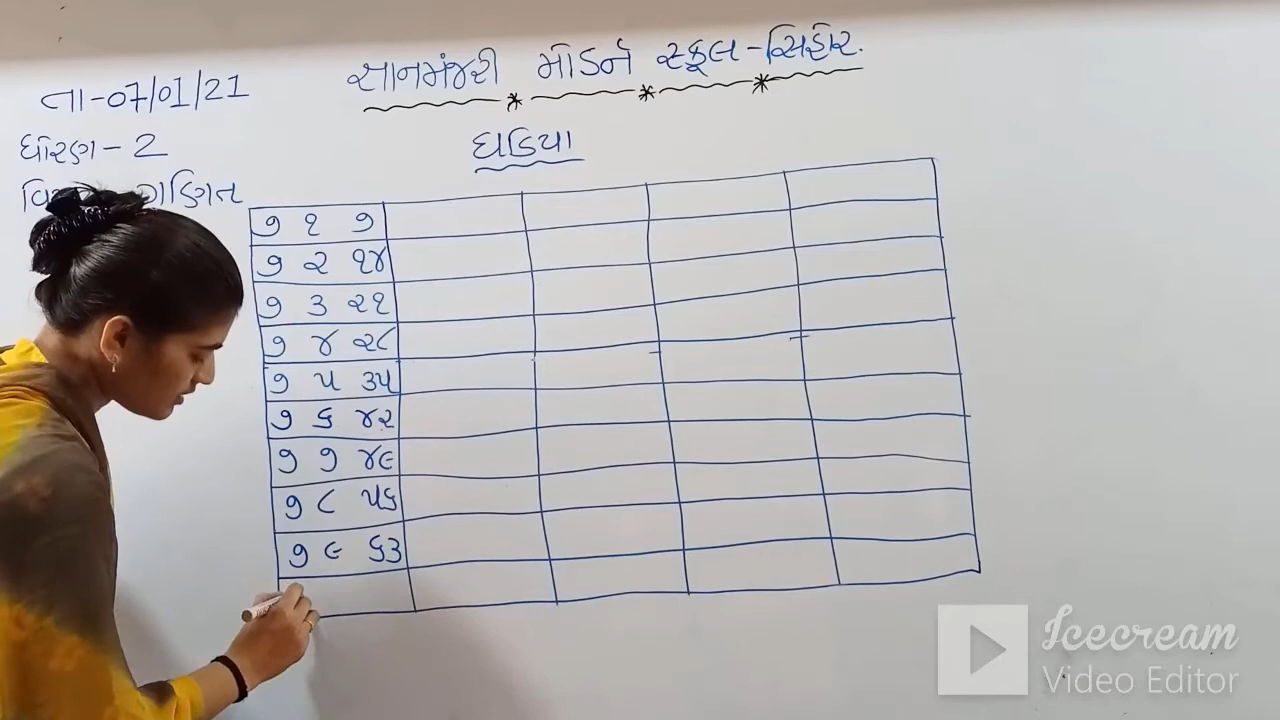 તા-07/01/21
સાનમંજરી મોડર્ન સ્કૂલ-સિહોર.
ધોરણ-2
ઘડિયા
ગણિત
૭ ૧ ૭
૭ ૨ ૧૪
૭ ૩ ૨૧
૭ ૪ ૨૮
૭ ૫ ૩૫
૭ ૬ ૪૨
૭ ૭ ૪૯
૭ ૮ ૫૬
૭ ૯ ૬૩
Icecream
Video Editor